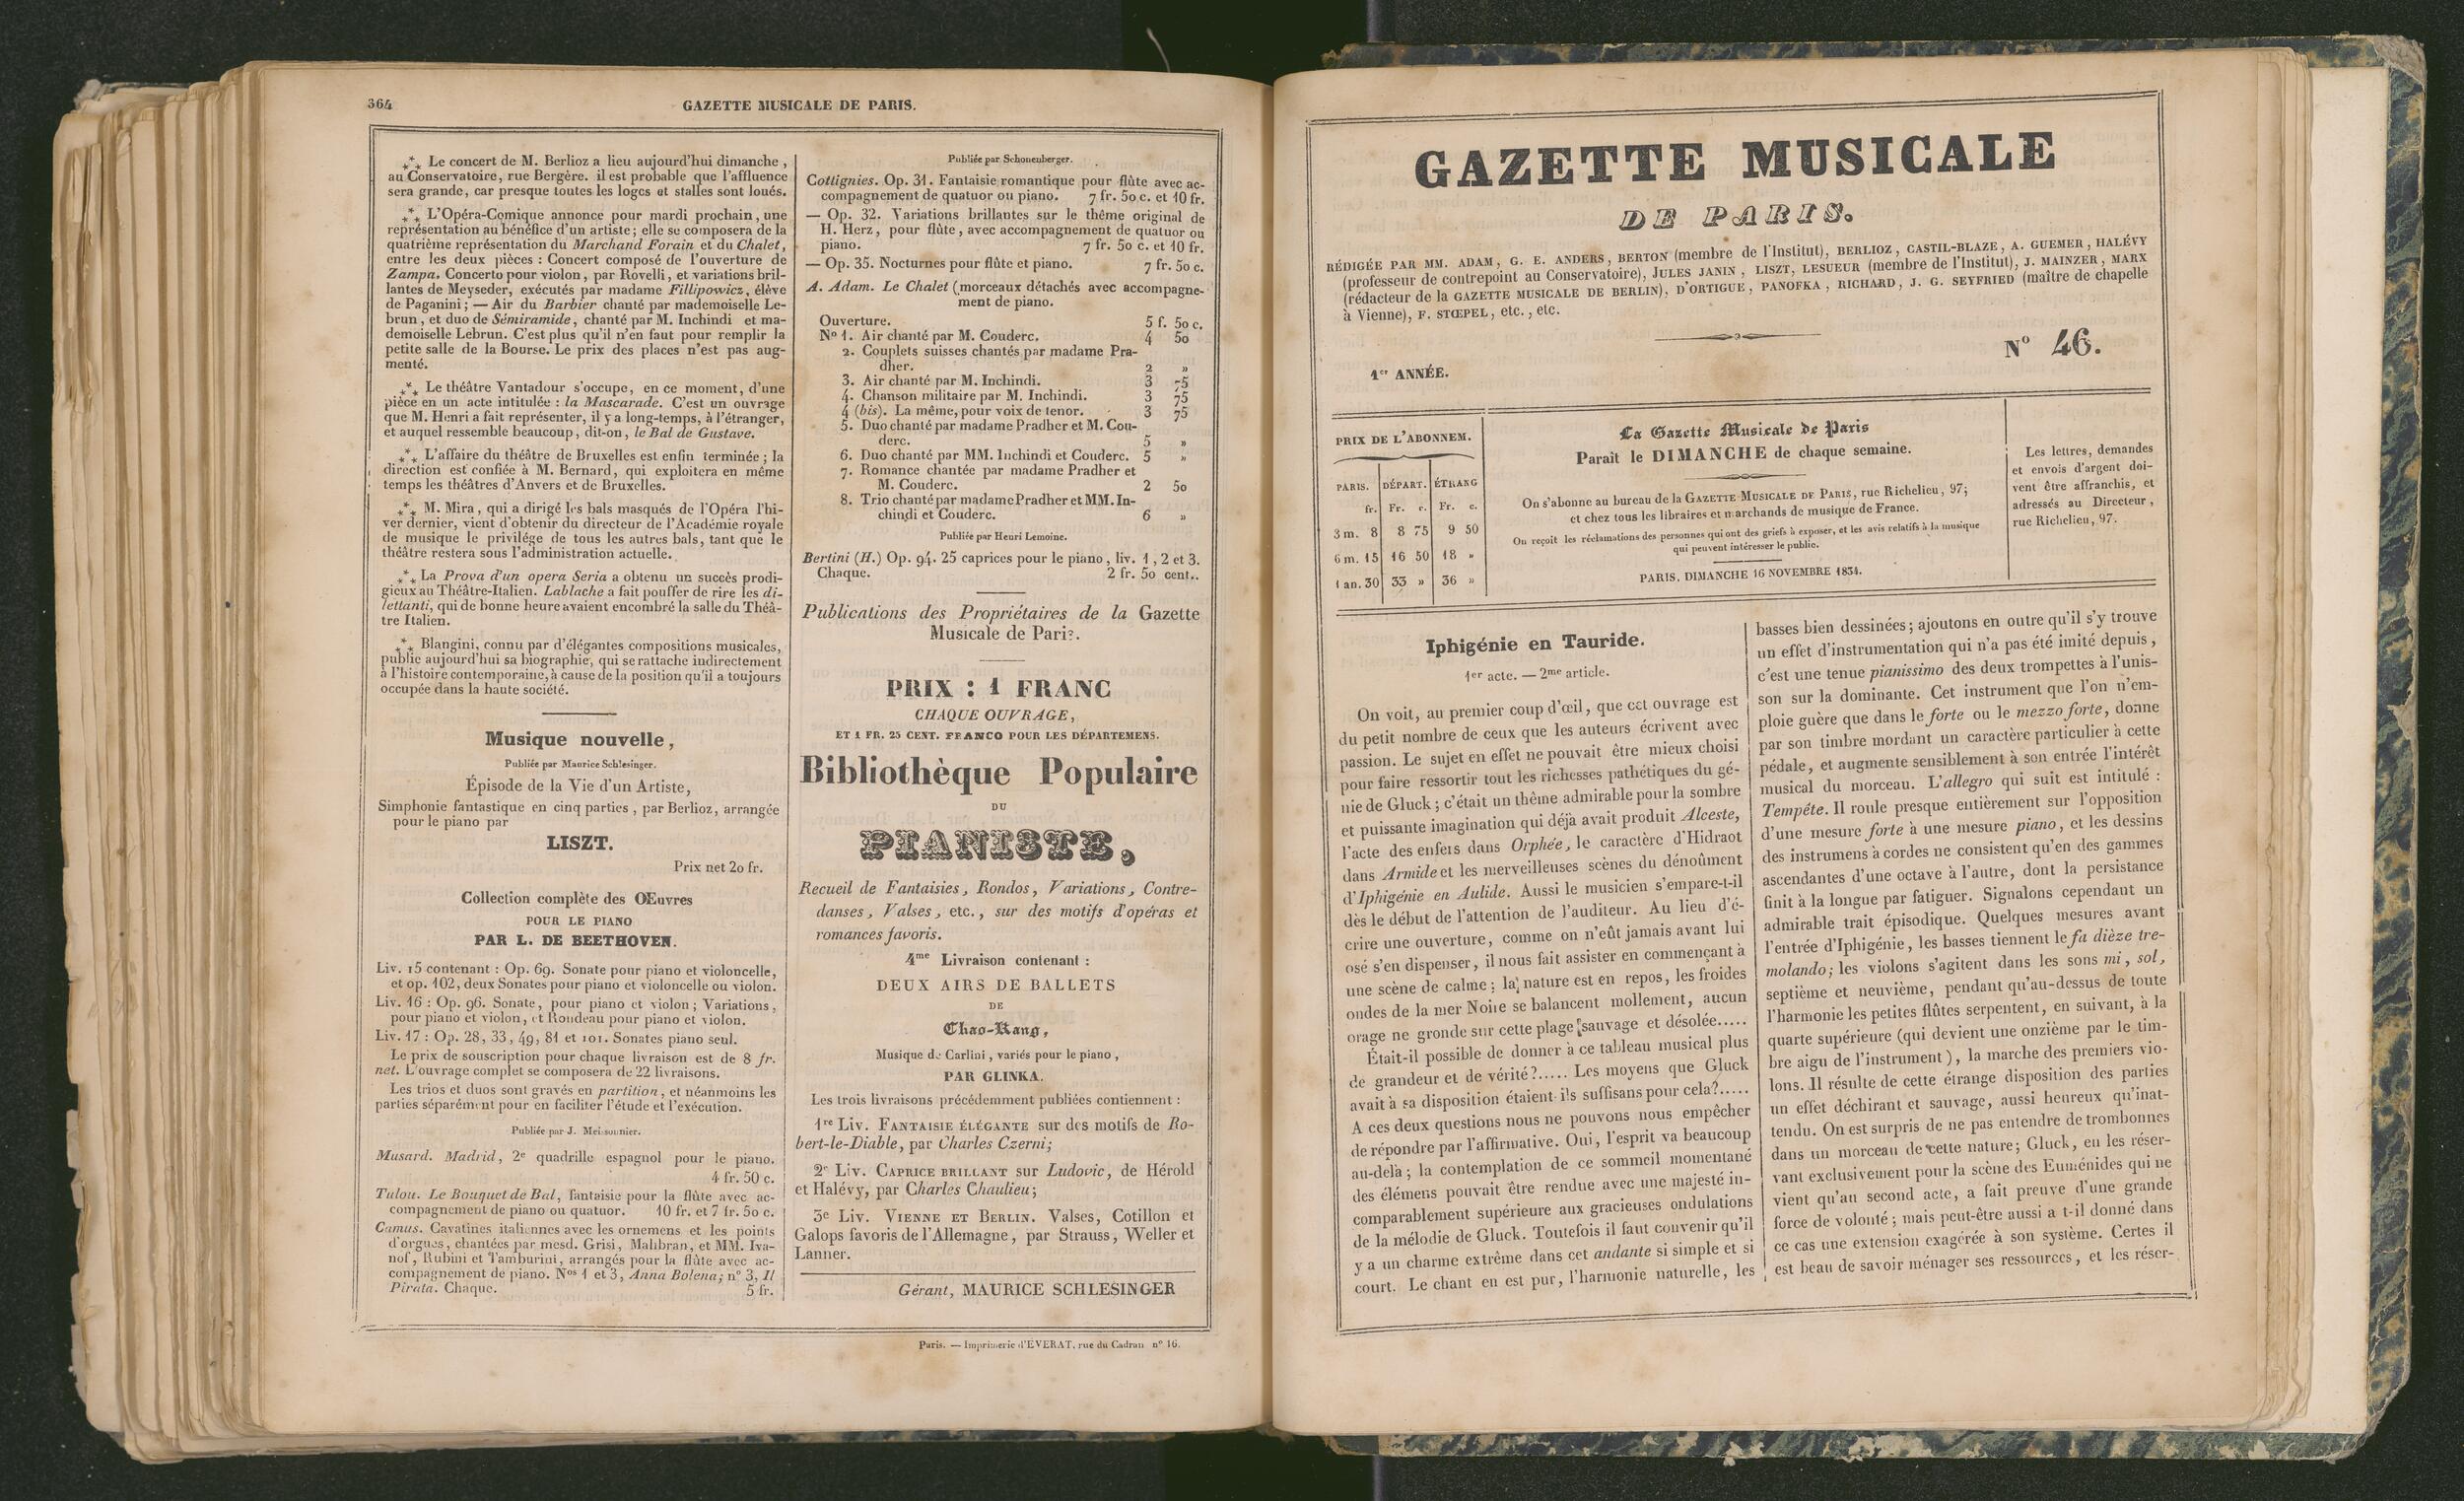 364
GAZETTE MUSICALE DE PARIS.
⁂ Le concert de M. Berlioz a lieu aujourd'hui dimanche,
au Conservatoire, rue Bergère. il est probable que l'affluence
sera grande, car presque toutes les loges et stalles sont loués.
⁂ L'Opéra-Comique annonce pour mardi prochain, une
représentation au bénéfice d'un artiste; elle se composera de la
quatrième représentation du Marchand Forain et du Chalet,
entre les deux pièces : Concert composé de l'ouverture de
Zampa. Concerto pour violon, par Rovelli, et variations bril-
lantes de Meyseder, exécutés par madame Fillipowicz, élève
de Paganini; — Air du Barbier chanté par mademoiselle Le-
brun, et duo de Sémiramide, chanté par M. Inchindi et ma-
demoiselle Lebrun. C'est plus qu'il n'en faut pour remplir la
petite salle de la Bourse. Le prix des places n'est pas aug-
menté.
⁂ Le théâtre Vantadour s'occupe, en ce moment, d'une
pièce en un acte intitulée : la Mascarade. C'est un ouvrage
que M. Henri a fait représenter, il y a long-temps, à l'étranger,
et auquel ressemble beaucoup, dit-on, le Bal de Gustave.
⁂ L'affaire du théâtre de Bruxelles est enfin terminée; la
direction est confiée à M. Bernard, qui exploitera en même
temps les théâtres d'Anvers et de Bruxelles.
⁂ M. Mira, qui a dirigé les bals masqués de l'Opéra l'hi-
ver dernier, vient d'obtenir du directeur de l'Académie royale
de musique le privilége de tous les autres bals, tant que le
théâtre restera sous l'administration actuelle.
⁂ La Prova d'un opera Seria a obtenu un succès prodi-
gieux au Théâtre-Italien. Lablache a fait pouffer de rire les di-
lettanti, qui de bonne heure avaient encombré la salle du Théâ-
tre Italien.
⁂ Blangini, connu par d'élégantes compositions musicales,
public aujourd'hui sa biographie, qui se rattache indirectement
à l'histoire contemporaine, à cause de la position qu'il a toujours
occupée dans la haute société.
Musique nouvelle,
Publiée par Maurice Schlesinger.
Épisode de la Vie d'un Artiste,
Simphonie fantastique en cinq parties, par Berlioz, arrangée
pour le piano par
LISZT.
Prix net 20 fr.
Collection complète des Œuvres
POUR LE PIANO
PAR L. DE BEETHOVEN.
Liv. 15 contenant : Op. 69. Sonate pour piano et violoncelle,
et op. 102, deux Sonates pour piano et violoncelle ou violon.
Liv. 16 : Op. 96. Sonate, pour piano et violon; Variations,
pour piano et violon, et Rondeau pour piano et violon.
Liv. 17 : Op. 28, 33, 49, 81 et 101. Sonates piano seul.
Le prix de souscription pour chaque livraison est de 8 fr.
net. L'ouvrage complet se composera de 22 livraisons.
Les trios et duos sont gravés en partition, et néanmoins les
parties séparément pour en faciliter l'étude et l'exécution.
Publiée par J. Meissonnier.
Musard. Madrid, 2e quadrille espagnol pour le piano.
4 fr. 50 c.
Tulou. Le Bouquet de Bal, fantaisie pour la flûte avec ac-
compagnement de piano ou quatuor. 10 fr. et 7 fr. 50 c.
Camus. Cavatines italiennes avec les ornemens et les points
d'orgues, chantées par mesd. Grisi, Malibran, et MM. Iva-
nof, Rubini et Tamburini, arrangés pour la flûte avec ac-
compagnement de piano. Nos 1 et 3, Anna Bolena; n° 3, Il
Pirata. Chaque. 5 fr.
Publiée par Schonenberger.
Cottignies. Op. 31. Fantaisie romantique pour flûte avec ac-
compagnement de quatuor ou piano. 7 fr. 50 c. et 10 fr.
— Op. 32. Variations brillantes sur le thême original de
H. Herz, pour flûte, avec accompagnement de quatuor ou
piano. 7 fr. 50 c. et 10 fr.
— Op. 35. Nocturnes pour flûte et piano. 7 fr. 50 c.
A. Adam. Le Chalet (morceaux détachés avec accompagne-
ment de piano.
Ouverture. 5 f. 50 c.
No 1. Air chanté par M. Couderc. 4 50
2. Couplets suisses chantés par madame Pra-
dher. 2 »
3. Air chanté par M. Inchindi. 3 75
4. Chanson militaire par M. Inchindi. 3 75
4 (bis). La même, pour voix de tenor. 3 75
5. Duo chanté par madame Pradher et M. Cou-
derc. 5 »
6. Duo chanté par MM. Inchindi et Couderc. 5 »
7. Romance chantée par madame Pradher et
M. Couderc. 2 50
8. Trio chanté par madame Pradher et MM. In-
chindi et Couderc. 6 »
Publiée par Henri Lemoine.
Bertini (H.) Op. 94. 25 caprices pour le piano, liv. 1, 2 et 3.
Chaque. 2 fr. 50 cent..
Publications des Propriétaires de la Gazette
Musicale de Paris.
PRIX : 1 FRANC
CHAQUE OUVRAGE,
ET 1 FR. 25 CENT. FRANCO POUR LES DÉPARTEMENS.
Bibliothèque Populaire
DU
PIANISTE,
Recueil de Fantaisies, Rondos, Variations, Contre-
danses, Valses, etc., sur des motifs d'opéras et
romances favoris.
4me Livraison contenant :
DEUX AIRS DE BALLETS
DE
Chao-Kang,
Musique de Carlini, variés pour le piano,
PAR GLINKA.
Les trois livraisons précédemment publiées contiennent :
1re Liv. FANTAISIE ÉLÉGANTE sur des motifs de Ro-
bert-le-Diable, par Charles Czerni;
2e Liv. CAPRICE BRILLANT sur Ludovic, de Hérold
et Halévy, par Charles Chaulieu;
3e Liv. VIENNE ET BERLIN. Valses, Cotillon et
Galops favoris de l'Allemagne, par Strauss, Weller et
Lanner.
Gérant, MAURICE SCHLESINGER
Paris. — Imprimerie d'ÉVERAT, rue du Cadran n° 16.
GAZETTE MUSICALE
DE PARIS.
RÉDIGÉE PAR MM. ADAM, G. E. ANDERS, BERTON (membre de l'Institut), BERLIOZ, CASTIL-BLAZE, A. GUEMER, HALÉVY
(professeur de contrepoint au Conservatoire), JULES JANIN, LISZT, LESUEUR (membre de l'Institut), J. MAINZER, MARX
(rédacteur de la GAZETTE MUSICALE DE BERLIN), D'ORTIGUE, PANOFKA, RICHARD, J. G. SEYFRIED (maître de chapelle
à Vienne), F. STŒPEL, etc., etc.
1er ANNÉE.
N° 46.
PRIX DE L'ABONNEM.
PARIS. DÉPART. ÉTRANG
fr. Fr. c. Fr. c.
3 m. 8 8 75 9 50
6 m. 15 16 50 18 »
1 an. 30 33 » 36 »
La Gazette Musicale de Paris
Paraît le DIMANCHE de chaque semaine.
On s'abonne au bureau de la GAZETTE MUSICALE DE PARIS, rue Richelieu, 97;
et chez tous les libraires et marchands de musique de France.
On reçoit les réclamations des personnes qui ont des griefs à exposer, et les avis relatifs à la musique
qui peuvent intéresser le public.
PARIS, DIMANCHE 16 NOVEMBRE 1834.
Les lettres, demandes
et envois d'argent doi-
vent être affranchis, et
adressés au Directeur,
rue Richelieu, 97.
Iphigénie en Tauride.
1er acte. — 2me article.
On voit, au premier coup d'œil, que cet ouvrage est
du petit nombre de ceux que les auteurs écrivent avec
passion. Le sujet en effet ne pouvait être mieux choisi
pour faire ressortir tout les richesses pathétiques du gé-
nie de Gluck; c'était un thême admirable pour la sombre
et puissante imagination qui déjà avait produit Alceste,
l'acte des enfers dans Orphée, le caractère d'Hidraot
dans Armide et les merveilleuses scènes du dénoûment
d'Iphigénie en Aulide. Aussi le musicien s'empare-t-il
dès le début de l'attention de l'auditeur. Au lieu d'é-
crire une ouverture, comme on n'eût jamais avant lui
osé s'en dispenser, il nous fait assister en commençant à
une scène de calme; la nature est en repos, les froides
ondes de la mer Noire se balancent mollement, aucun
orage ne gronde sur cette plage sauvage et désolée.....
Était-il possible de donner à ce tableau musical plus
de grandeur et de vérité?..... Les moyens que Gluck
avait à sa disposition étaient-ils suffisans pour cela?.....
A ces deux questions nous ne pouvons nous empêcher
de répondre par l'affirmative. Oui, l'esprit va beaucoup
au-delà; la contemplation de ce sommeil momentané
des élémens pouvait être rendue avec une majesté in-
comparablement supérieure aux gracieuses ondulations
de la mélodie de Gluck. Toutefois il faut convenir qu'il
y a un charme extrême dans cet andante si simple et si
court. Le chant en est pur, l'harmonie naturelle, les
basses bien dessinées; ajoutons en outre qu'il s'y trouve
un effet d'instrumentation qui n'a pas été imité depuis,
c'est une tenue pianissimo des deux trompettes à l'unis-
son sur la dominante. Cet instrument que l'on n'em-
ploie guère que dans le forte ou le mezzo forte, donne
par son timbre mordant un caractère particulier à cette
pédale, et augmente sensiblement à son entrée l'intérêt
musical du morceau. L'allegro qui suit est intitulé :
Tempéte. Il roule presque entièrement sur l'opposition
d'une mesure forte à une mesure piano, et les dessins
des instrumens à cordes ne consistent qu'en des gammes
ascendantes d'une octave à l'autre, dont la persistance
finit à la longue par fatiguer. Signalons cependant un
admirable trait épisodique. Quelques mesures avant
l'entrée d'Iphigénie, les basses tiennent le fa dièze tre-
molando; les violons s'agitent dans les sons mi, sol,
septième et neuvième, pendant qu'au-dessus de toute
l'harmonie les petites flûtes serpentent, en suivant, à la
quarte supérieure (qui devient une onzième par le tim-
bre aigu de l'instrument), la marche des premiers vio-
lons. Il résulte de cette étrange disposition des parties
un effet déchirant et sauvage, aussi heureux qu'inat-
tendu. On est surpris de ne pas entendre de trombonnes
dans un morceau de cette nature; Gluck, en les réser-
vant exclusivement pour la scène des Euménides qui ne
vient qu'au second acte, a fait preuve d'une grande
force de volonté; mais peut-être aussi a t-il donné dans
ce cas une extension exagérée à son système. Certes il
est beau de savoir ménager ses ressources, et les réser-